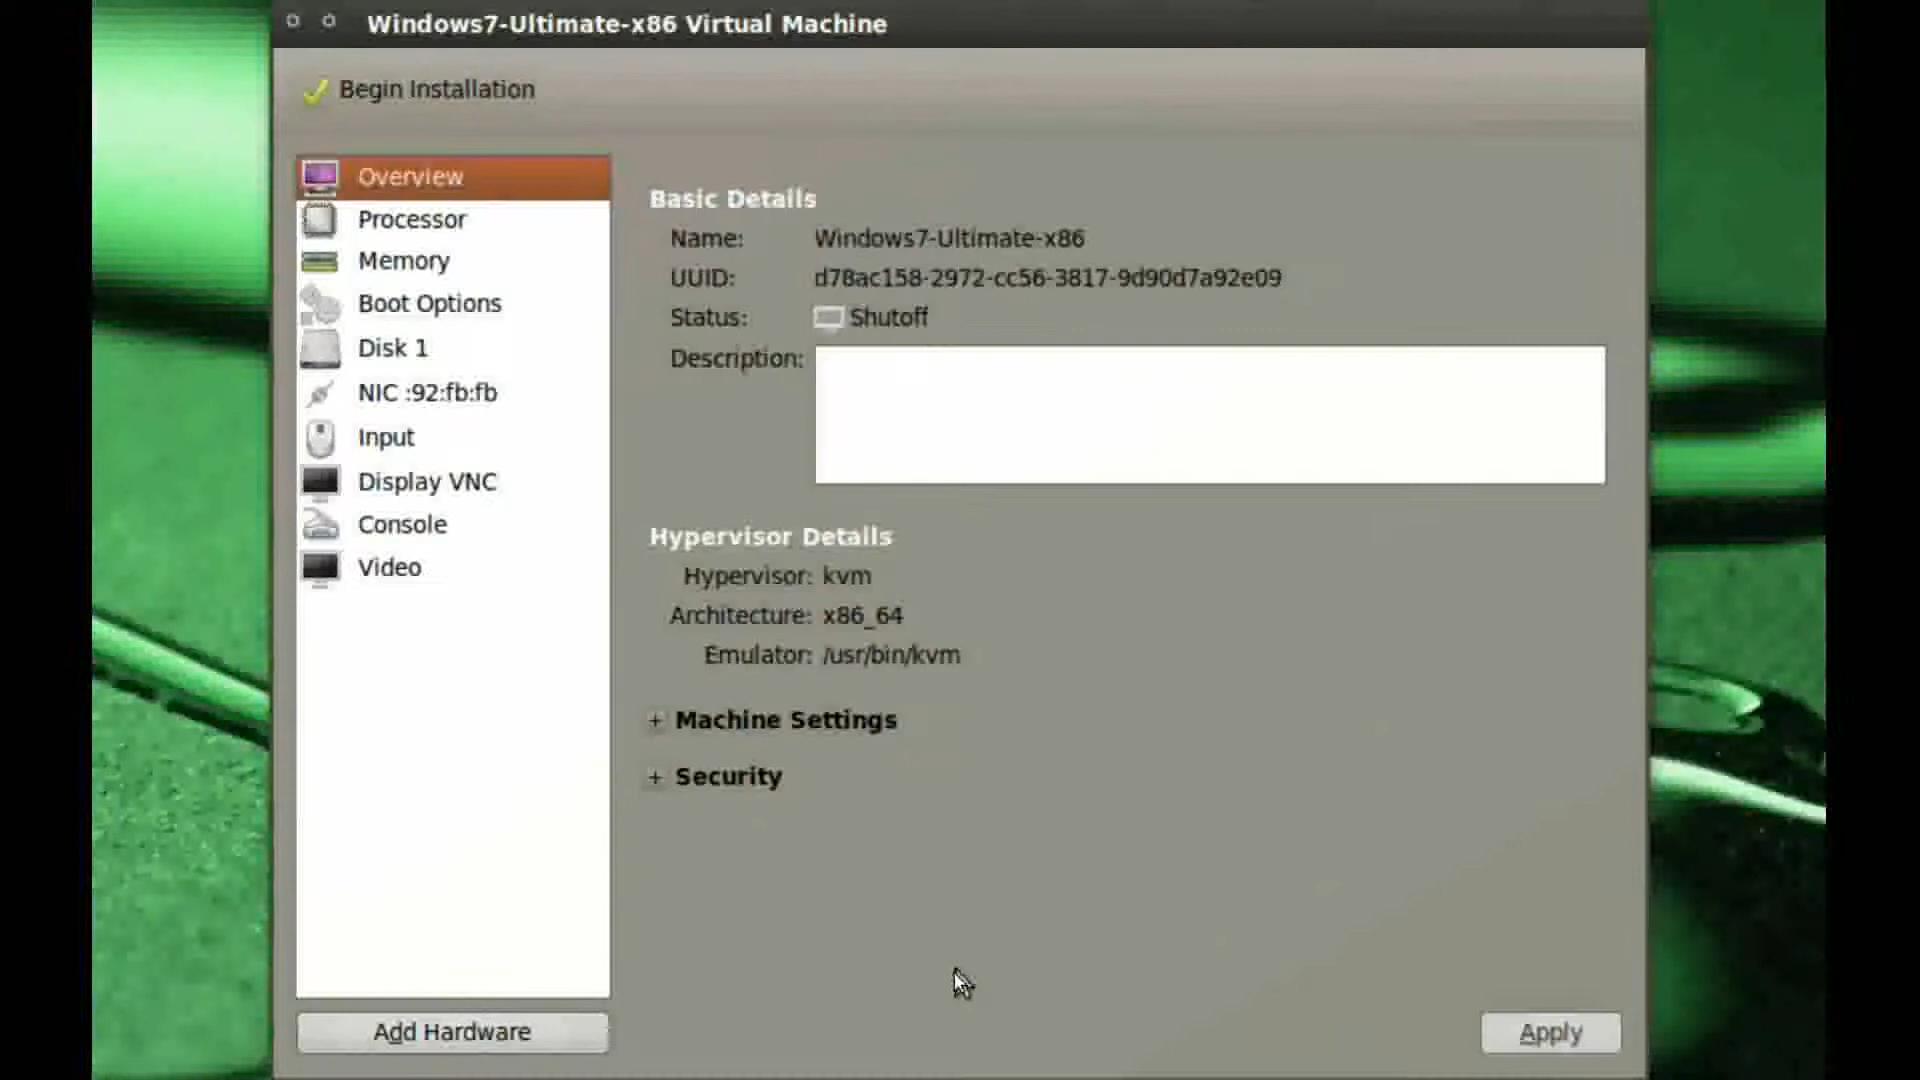 Windows7-Ultimate-x86 Virtual Machine
Begin Installation
Overview
Processor
Memory
Boot Options
Disk 1
NIC :92:fb:fb
Input
Display VNC
Console
Video
Add Hardware
Basic Details
Name: Windows7-Ultimate-x86
UUID: d78ac158-2972-cc56-3817-9d90d7a92e09
Status: Shutoff
Description:
Hypervisor Details
Hypervisor: kvm
Architecture: x86_64
Emulator: /usr/bin/kvm
+ Machine Settings
+ Security
Apply